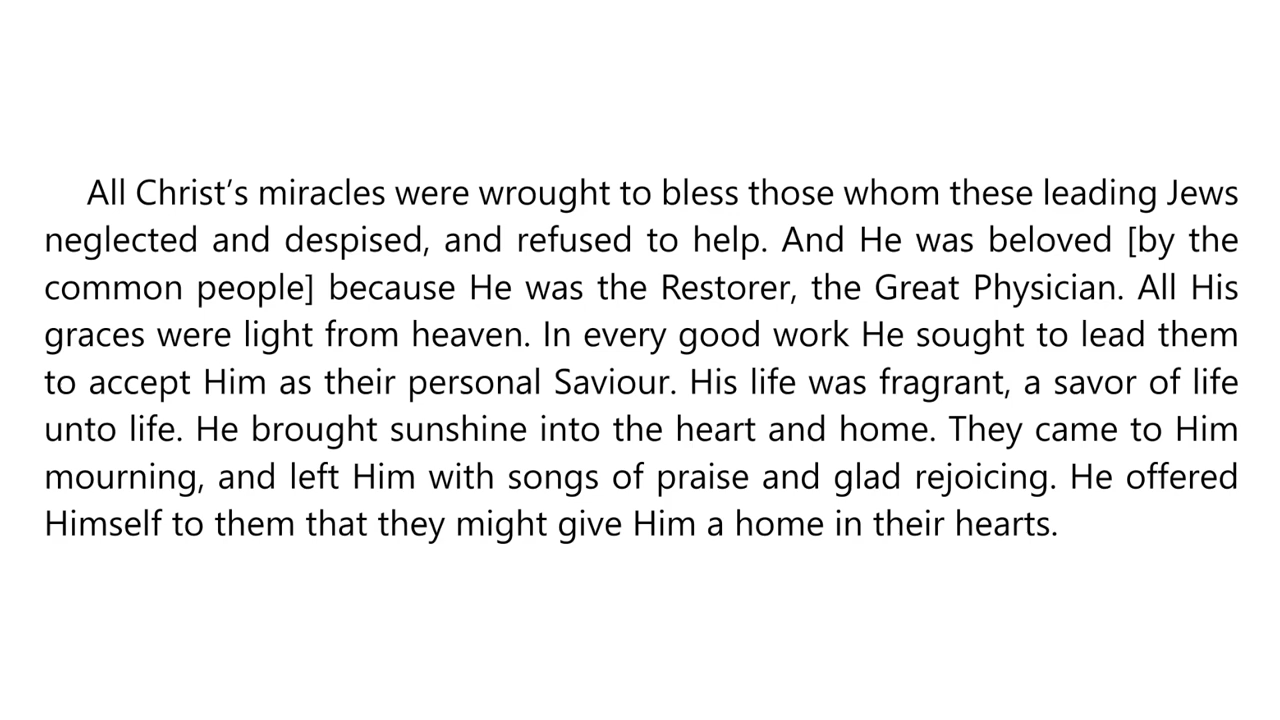 All Christ’s miracles were wrought to bless those whom these leading Jews
neglected and despised, and refused to help. And He was beloved [by the
common people] because He was the Restorer, the Great Physician. All His
graces were light from heaven. In every good work He sought to lead them
to accept Him as their personal Saviour. His life was fragrant, a savor of life
unto life. He brought sunshine into the heart and home. They came to Him
mourning, and left Him with songs of praise and glad rejoicing. He offered
Himself to them that they might give Him a home in their hearts.